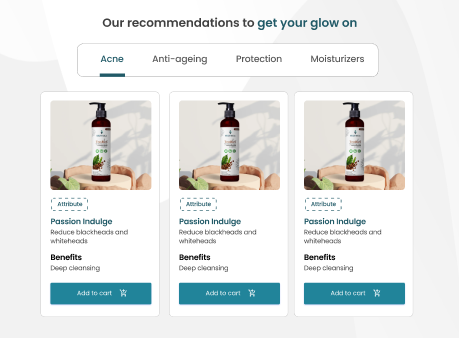 Our recommendations to get your glow on
Acne Anti-ageing Protection Moisturizers
Attribute
Passion Indulge
Reduce blackheads and
whiteheads
Benefits
Deep cleansing
Add to cart
Attribute
Passion Indulge
Reduce blackheads and
whiteheads
Benefits
Deep cleansing
Add to cart
Attribute
Passion Indulge
Reduce blackheads and
whiteheads
Benefits
Deep cleansing
Add to cart